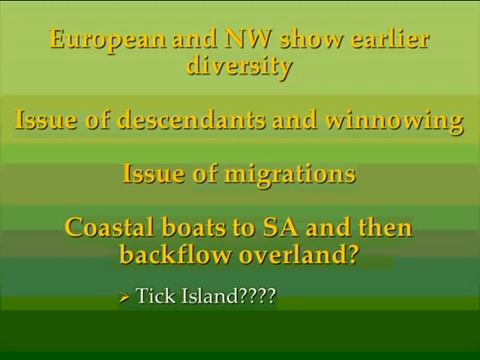 European and NW show earlier
diversity
Issue of descendants and winnowing
Issue of migrations
Coastal boats to SA and then
backflow overland?
Tick Island????